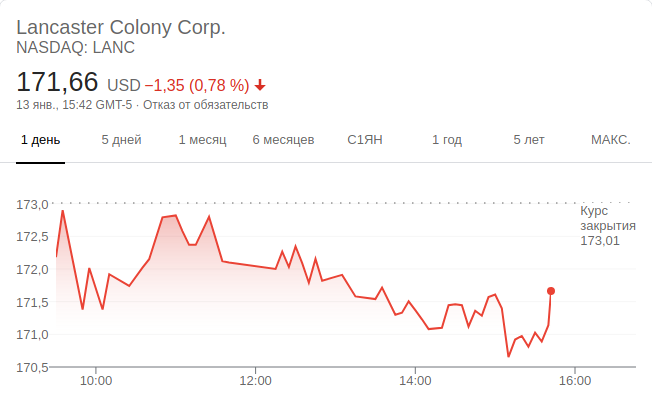 Lancaster Colony Corp.
NASDAQ: LANC
171,66 USD −1,35 (0,78 %)
13 янв., 15:42 GMT-5 · Отказ от обязательств
1 день 5 дней 1 месяц 6 месяцев С1ЯН 1 год 5 лет МАКС.
173,0
Курс
закрытия
173,01
172,5
172,0
171,5
171,0
170,5
10:00 12:00 14:00 16:00